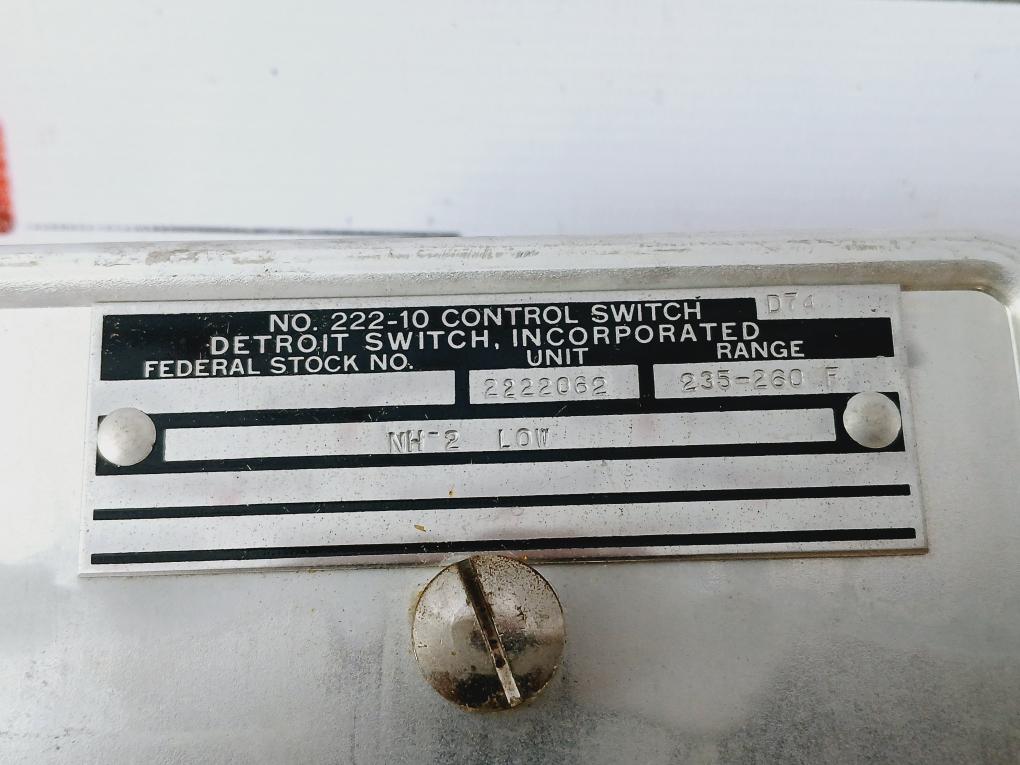 NO. 222-10 CONTROL SWITCH D74
DETROIT SWITCH, INCORPORATED
FEDERAL STOCK NO. UNIT RANGE
2222062 235-260 F
NH-2 LOW